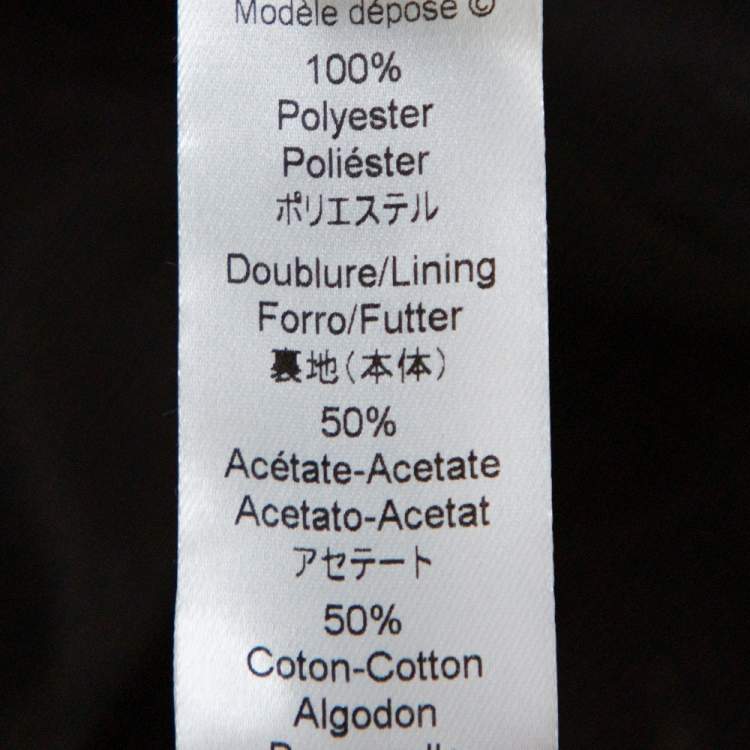 Modèle déposé ©
100%
Polyester
Poliéster
ポリエステル
Doublure/Lining
Forro/Futter
裏地(本体)
50%
Acétate-Acetate
Acetato-Acetat
アセテート
50%
Coton-Cotton
Algodon